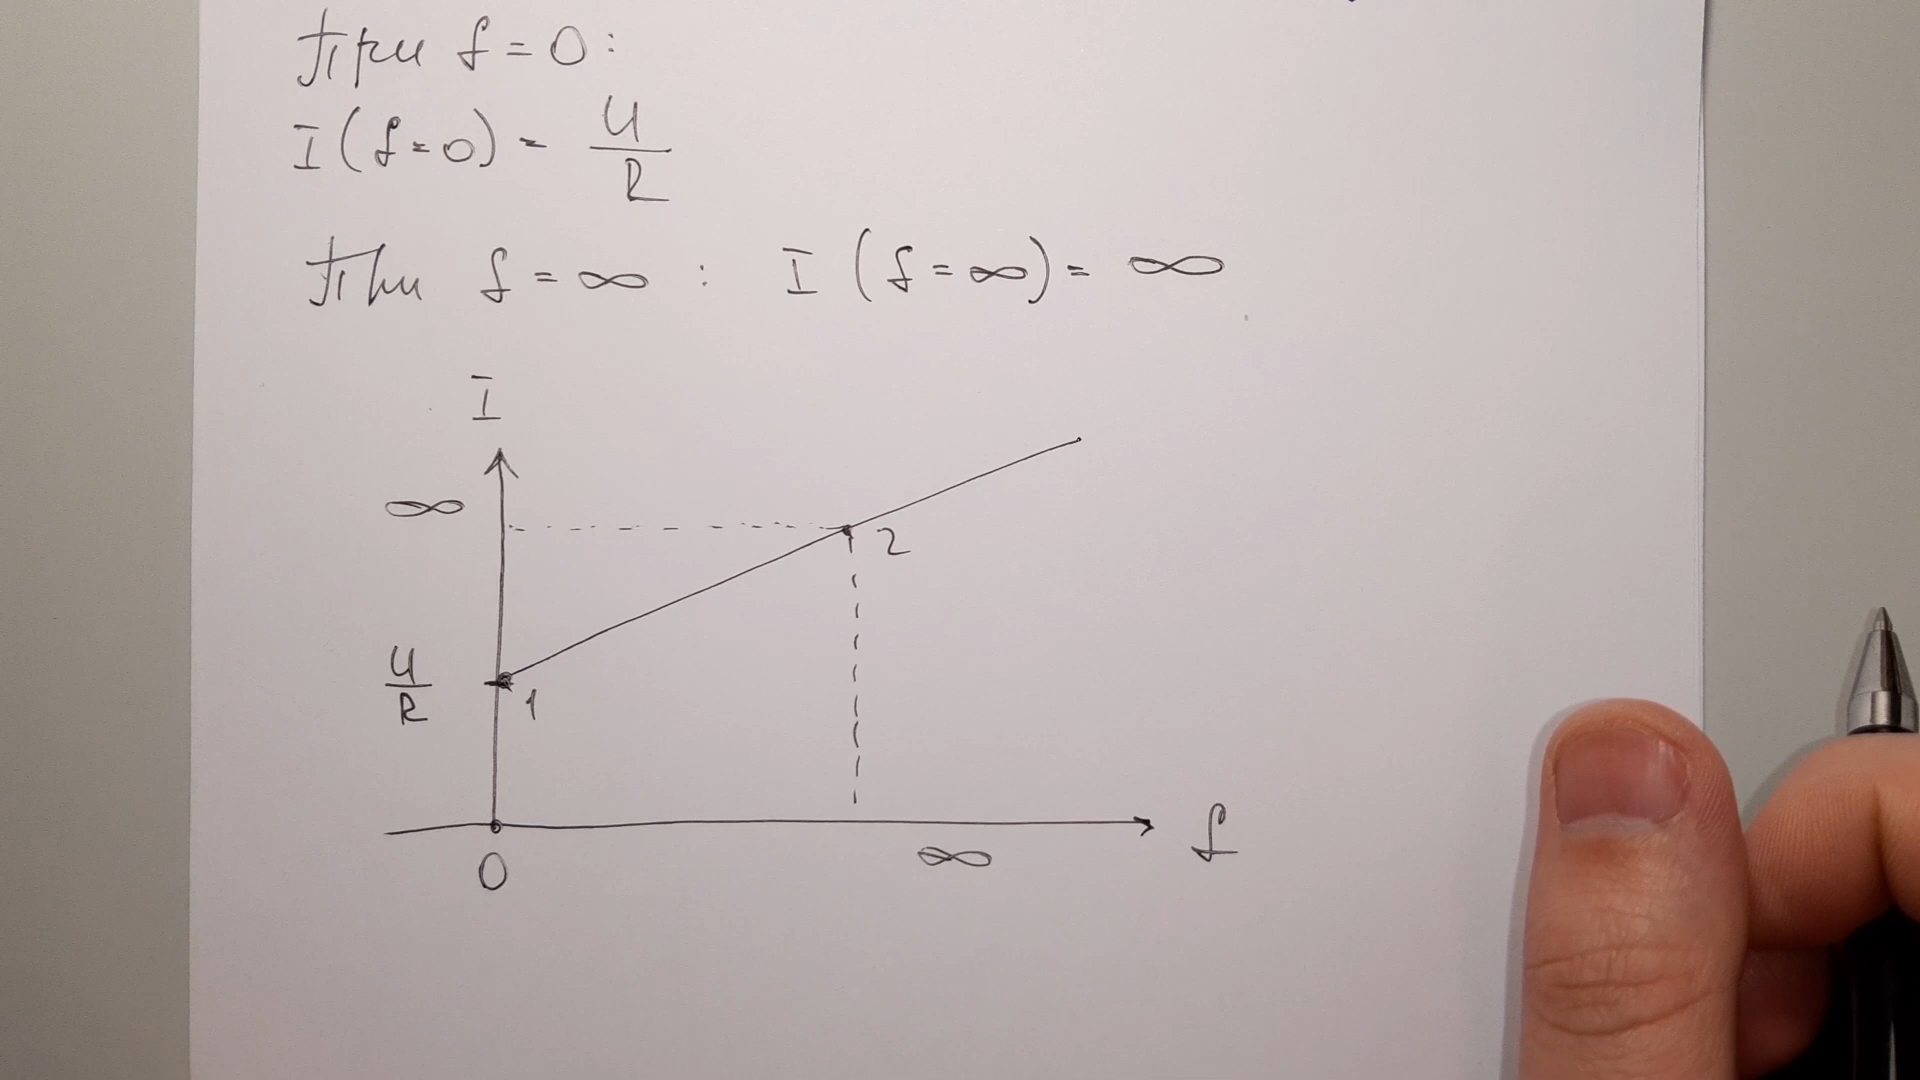 При f = 0 :
I ( f = 0 ) = U / R
При f = ∞ : I ( f = ∞ ) = ∞
I
∞
2
U / R
1
0
∞
f